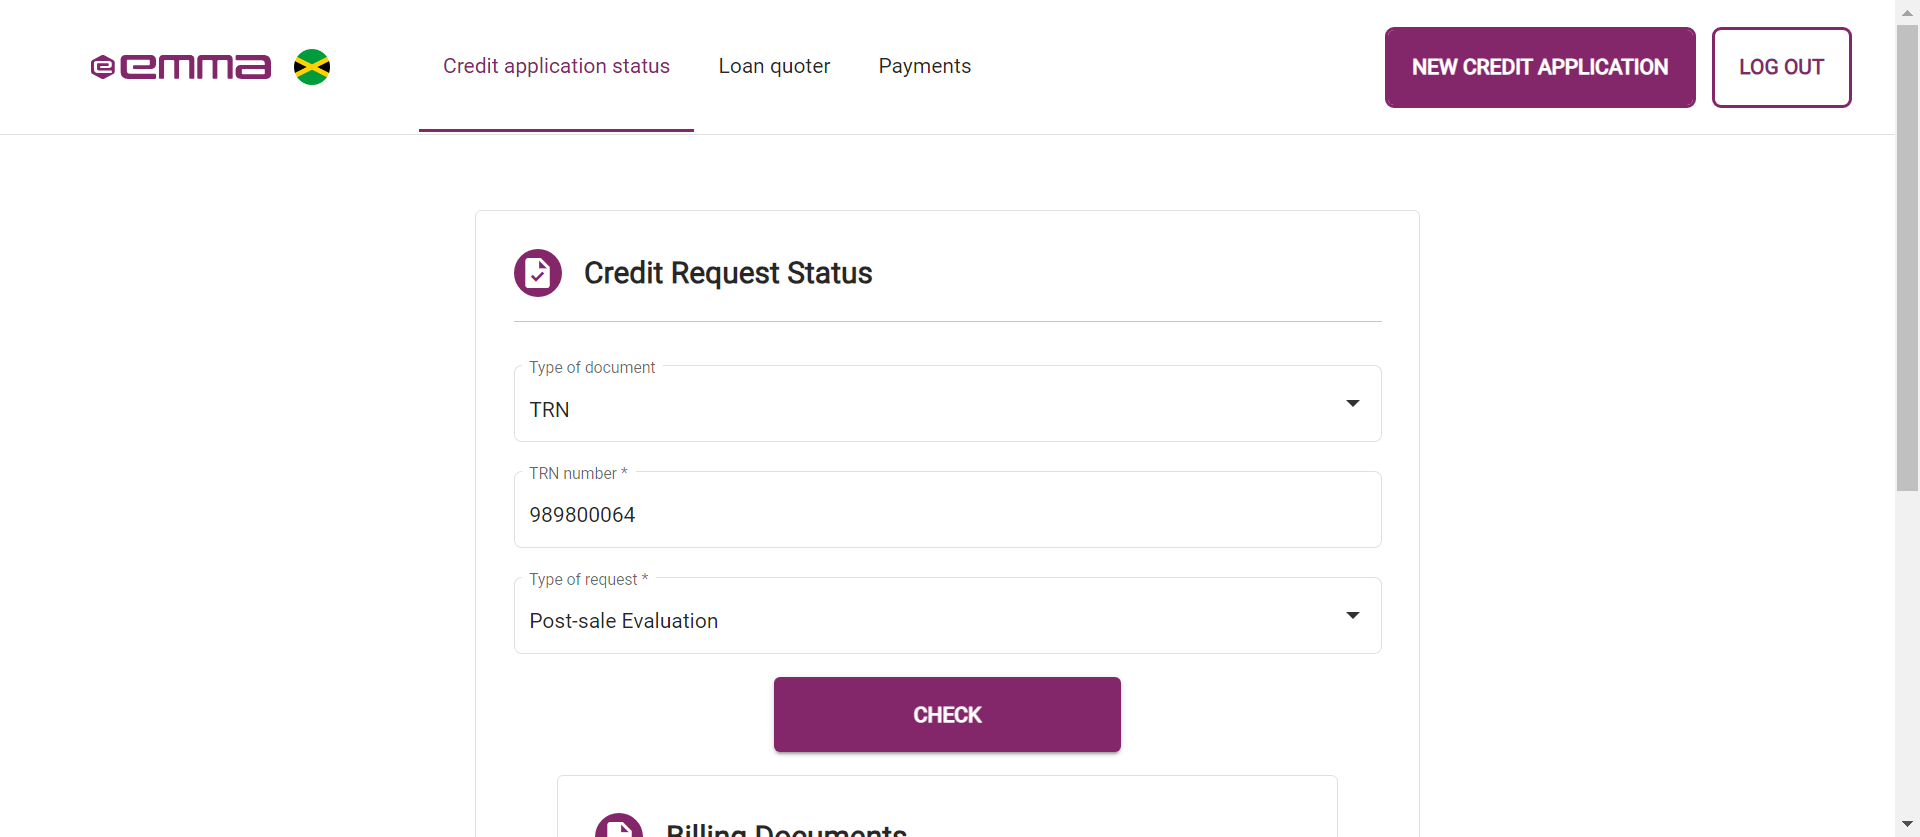 emma
Credit application status
Loan quoter
Payments
NEW CREDIT APPLICATION
LOG OUT
Credit Request Status
Type of document
TRN
TRN number *
989800064
Type of request *
Post-sale Evaluation
CHECK
Billing Documents